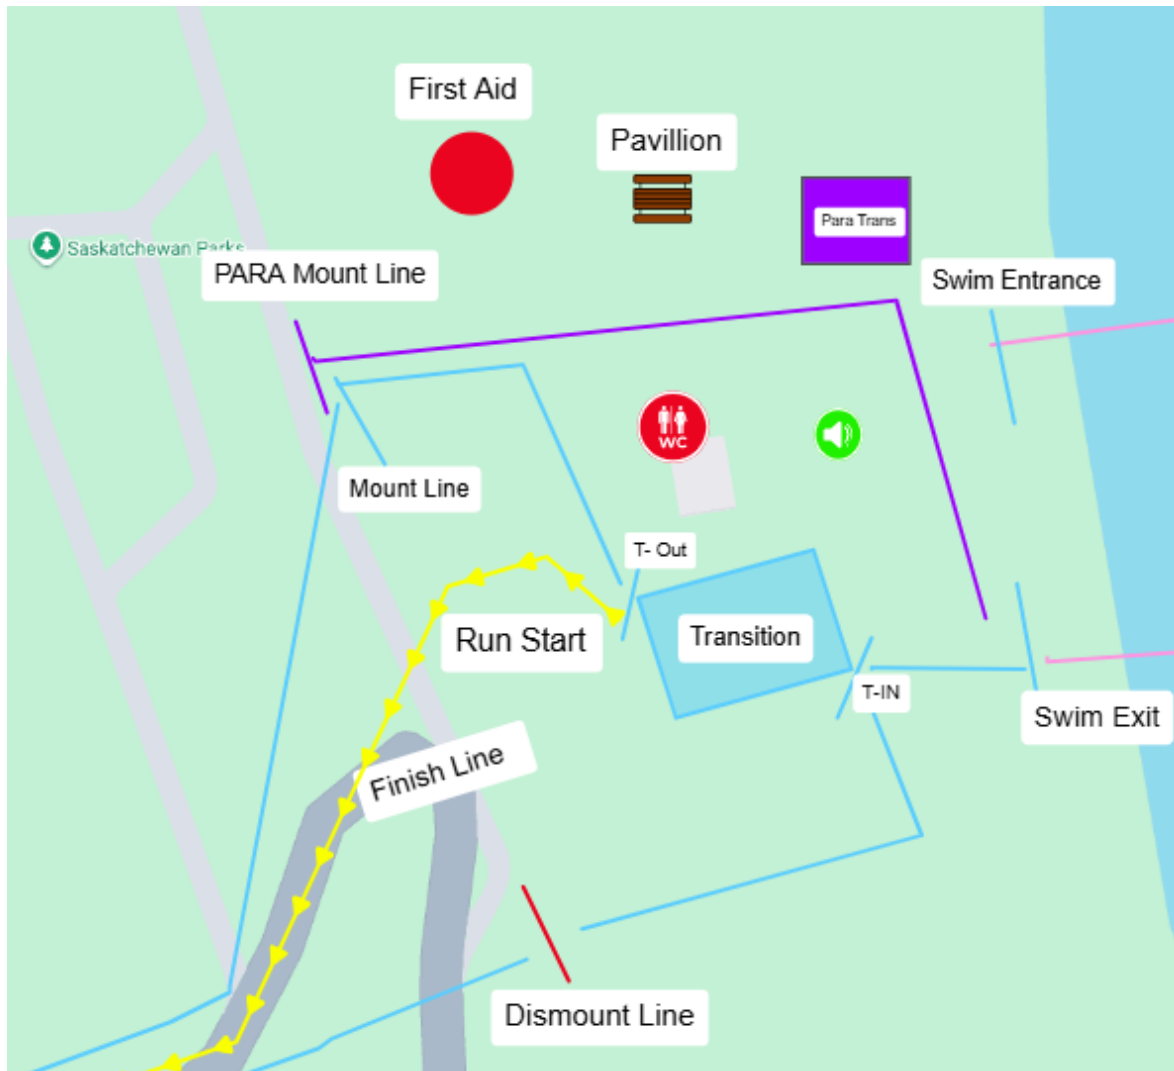 First Aid
Pavillion
Para Trans
Saskatchewan Parks
PARA Mount Line
Swim Entrance
WC
Mount Line
T- Out
Run Start
Transition
T-IN
Swim Exit
Finish Line
Dismount Line